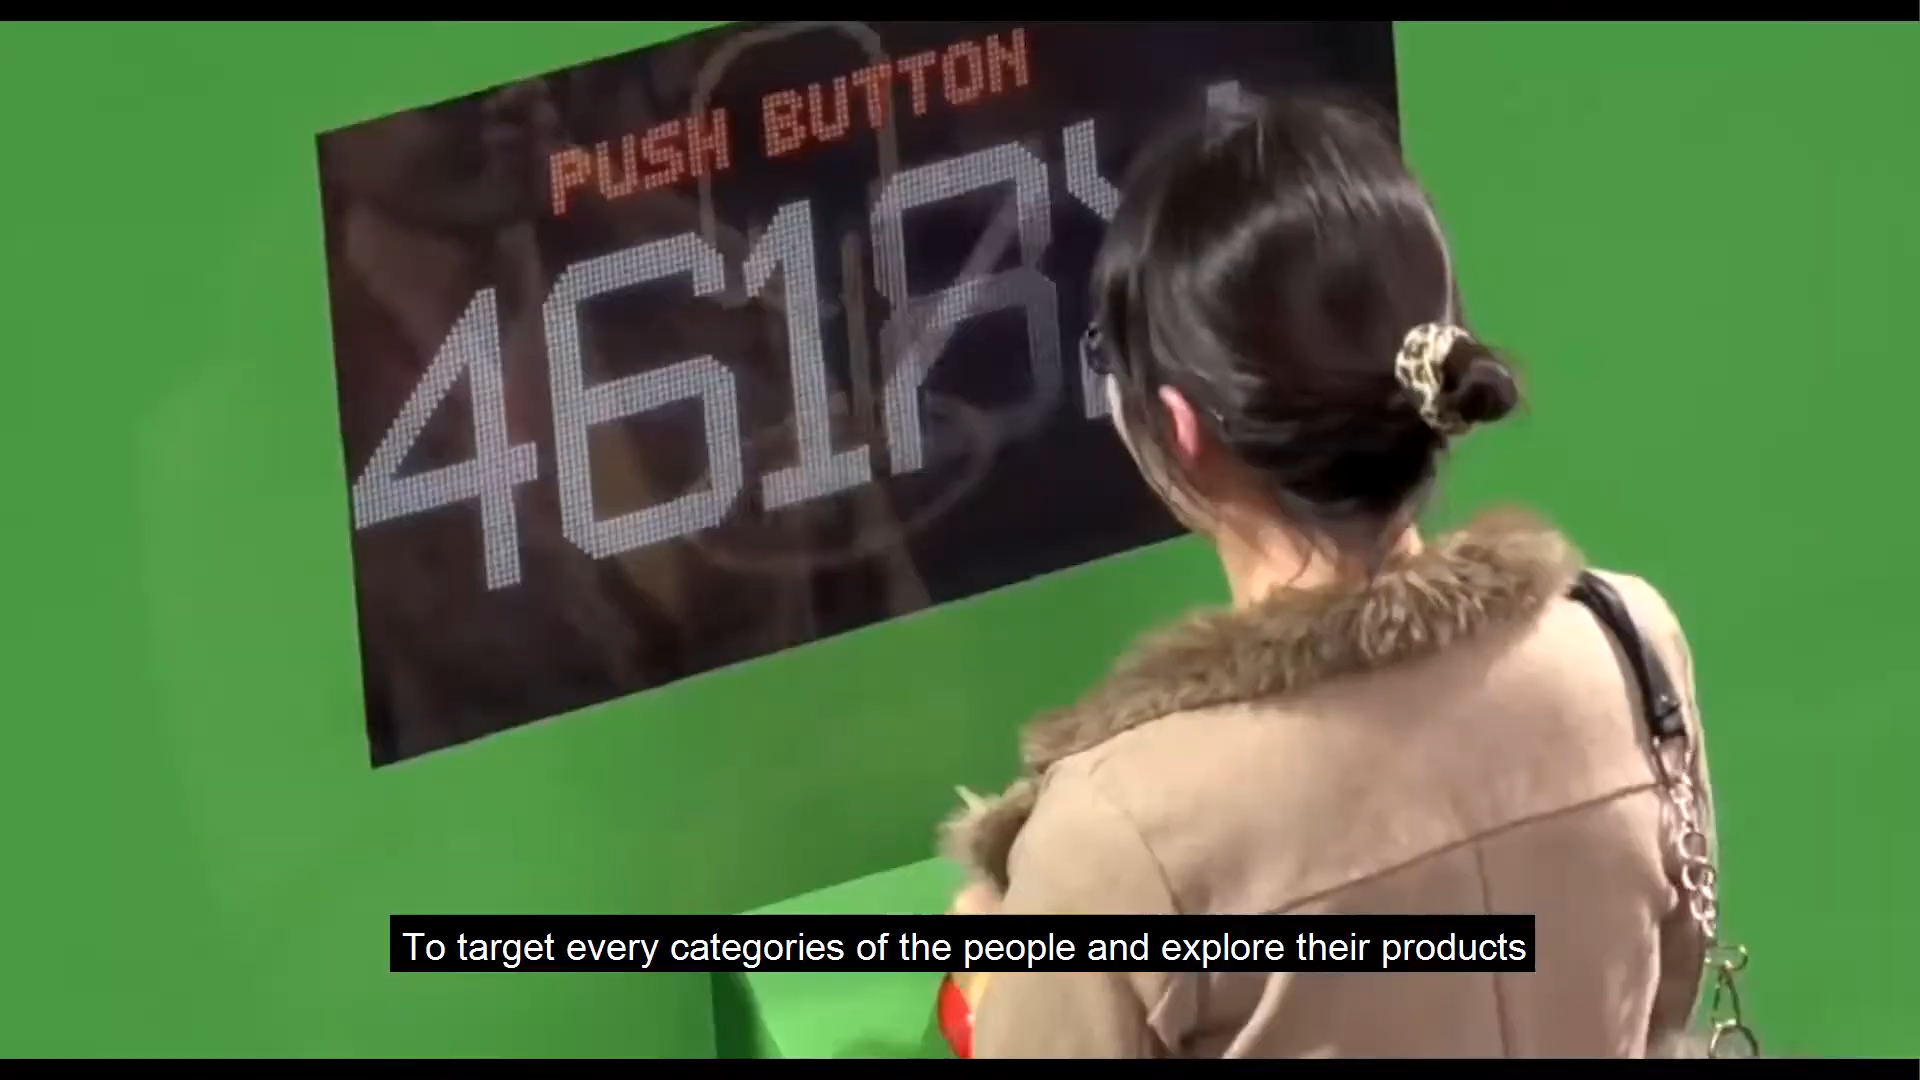 PUSH BUTTON
461
To target every categories of the people and explore their products